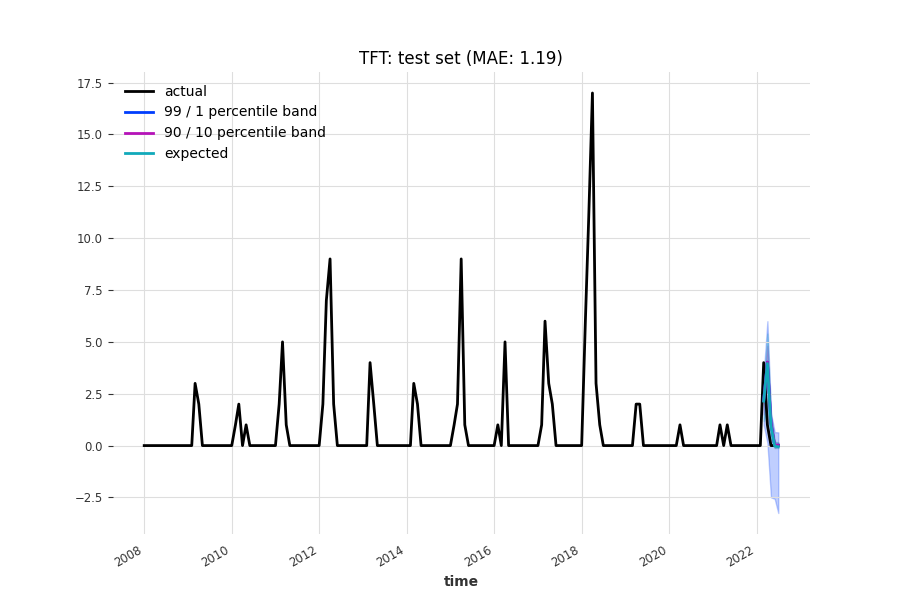 TFT: test set (MAE: 1.19)
actual
99 / 1 percentile band
90 / 10 percentile band
expected
17.5
15.0
12.5
10.0
7.5
5.0
2.5
0.0
−2.5
2008
2010
2012
2014
2016
2018
2020
2022
time